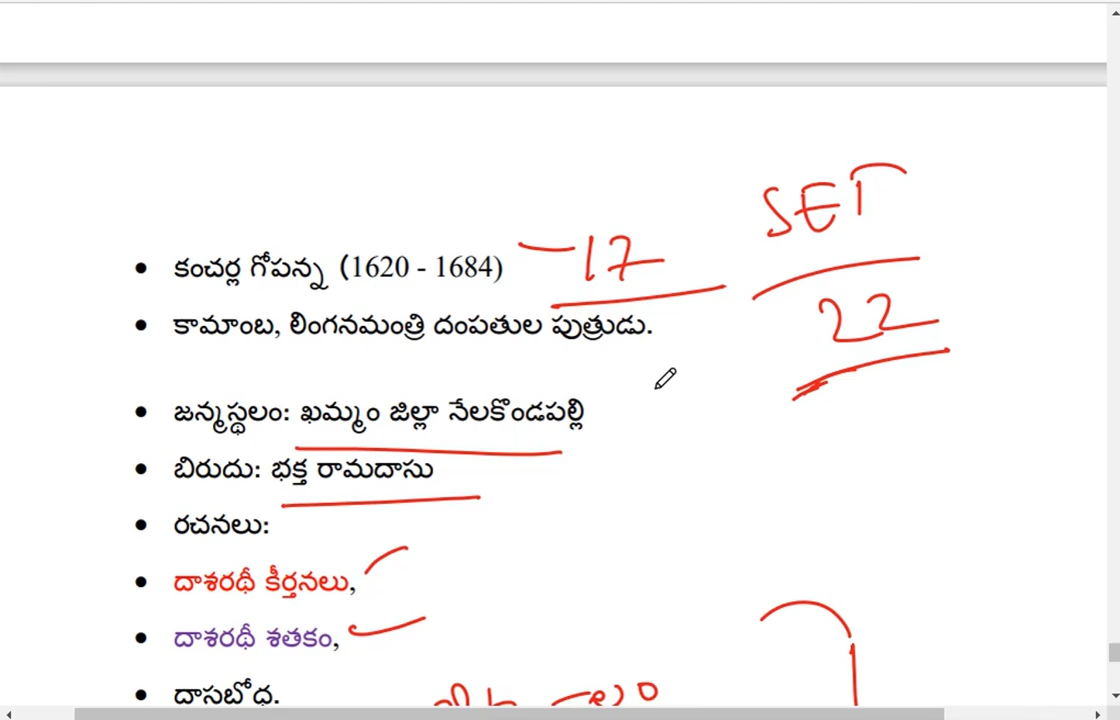 SET
• కంచర్ల గోపన్న (1620 - 1684) - 17
22
• కామాంబ, లింగనమంత్రి దంపతుల పుత్రుడు.
• జన్మస్థలం: ఖమ్మం జిల్లా నేలకొండపల్లి
• బిరుదు: భక్త రామదాసు
• రచనలు:
• దాశరథీ కీర్తనలు,
• దాశరథీ శతకం,
• దాసబోధ.